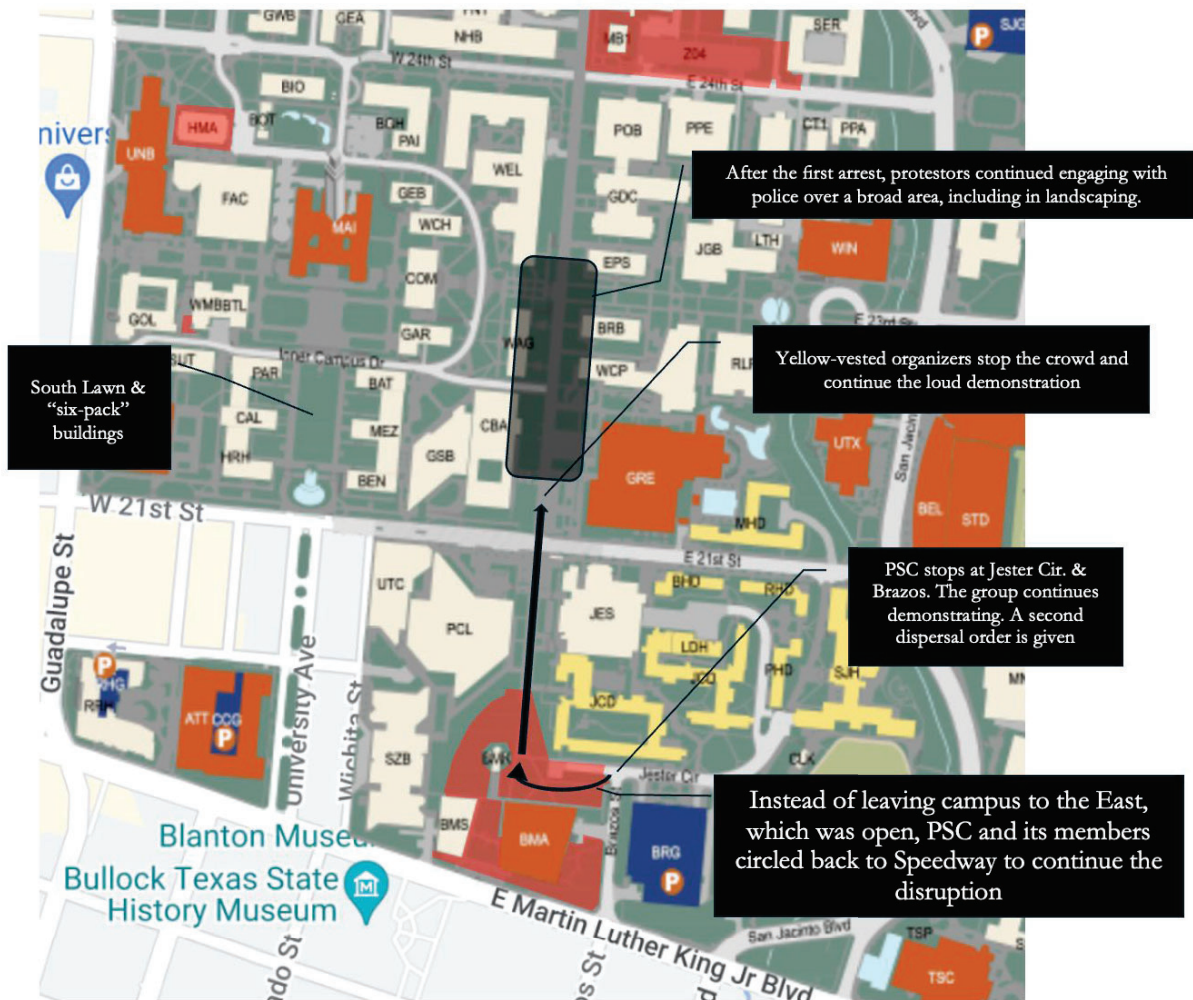 GWB
GEA
NHB
W 24th St
MB1
Z04
SER
SJG
P
E 24th St
BIO
HMA
BOT
PAI
UNB
WEL
POB
PPE
CT1
PPA
FAC
GEB
MAI
WCH
GDC
After the first arrest, protestors continued engaging with
police over a broad area, including in landscaping.
JGB
LTH
WIN
COM
EPS
GOL
WMB
BTL
GAR
WAG
BRB
E 23rd St
SUT
Inner Campus Dr
PAR
BAT
WCP
RLP
Yellow-vested organizers stop the crowd and
continue the loud demonstration
South Lawn &
“six-pack”
buildings
CAL
MEZ
CBA
HRH
GSB
BEN
GRE
UTX
San Jacin
BEL
STD
W 21st St
MHD
E 21st St
Guadalupe St
UTC
PCL
JES
BHD
RHD
LDH
PHD
SJH
JCD
PSC stops at Jester Cir. &
Brazos. The group continues
demonstrating. A second
dispersal order is given
P
RHG
ATT
CCG
P
University Ave
Wichita St
SZB
Jester Cir
CLK
BMS
BMA
Brazos S
BRG
P
Instead of leaving campus to the East,
which was open, PSC and its members
circled back to Speedway to continue the
disruption
Blanton Museu
Bullock Texas State
History Museum
E Martin Luther King Jr Blvd
San Jacinto Blvd
TSP
TSC